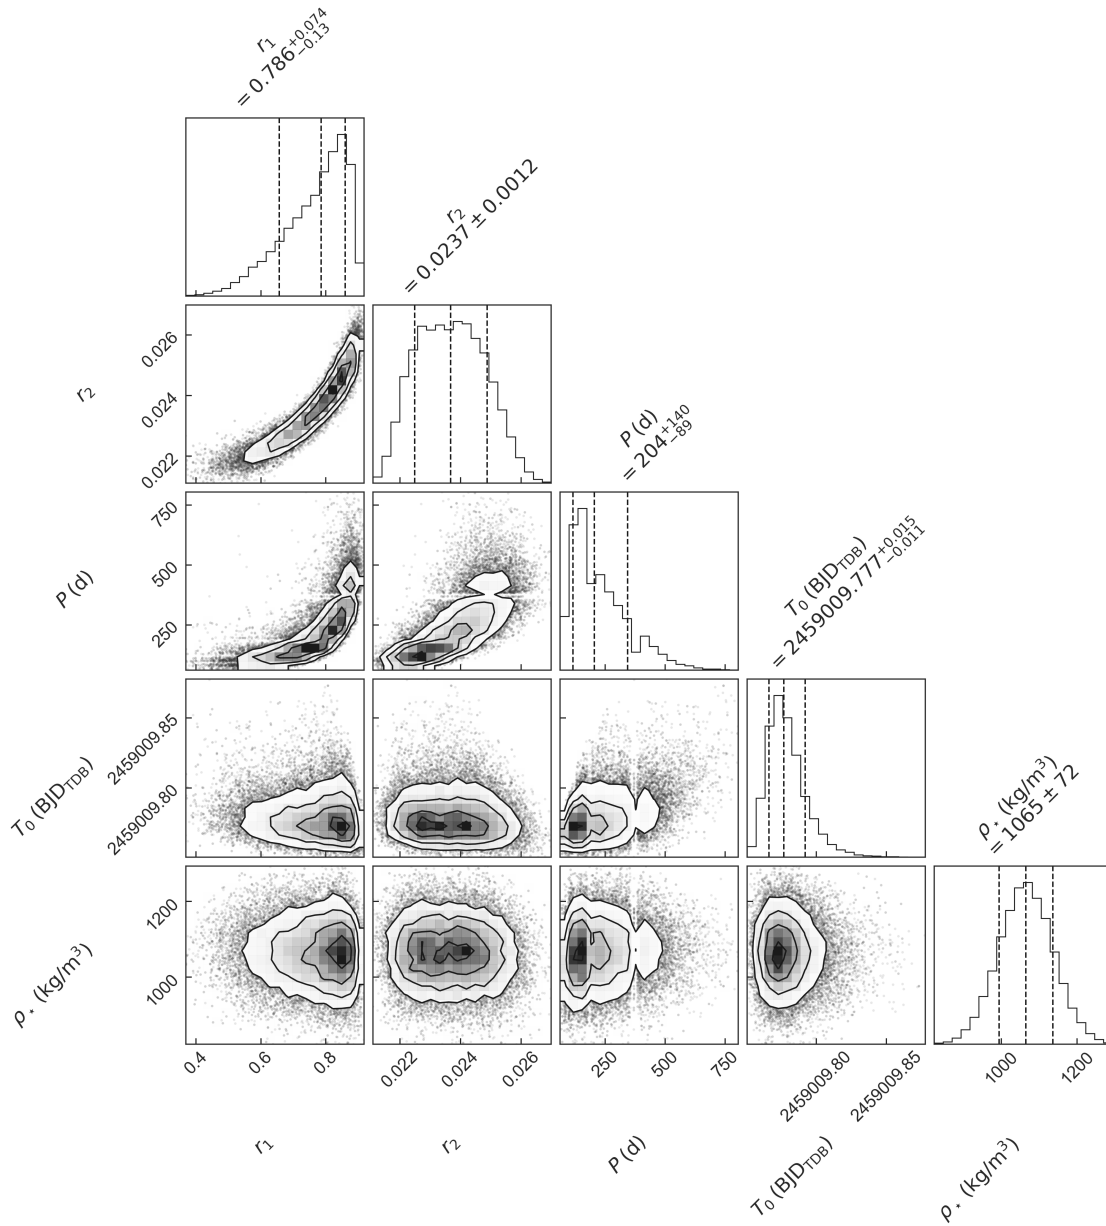 r₁
= 0.786+0.074−0.13
r₂
= 0.0237 ± 0.0012
P (d)
= 204+140−89
T₀ (BJD_TDB)
= 2459009.777+0.015−0.011
ρ⋆ (kg/m³)
= 1065 ± 72
r₂
0.026
0.024
0.022
P (d)
750
500
250
T₀ (BJD_TDB)
2459009.85
2459009.80
ρ⋆ (kg/m³)
1200
1000
0.4 0.6 0.8
0.022 0.024 0.026
250 500 750
2459009.80 2459009.85
1000 1200
r₁
r₂
P (d)
T₀ (BJD_TDB)
ρ⋆ (kg/m³)